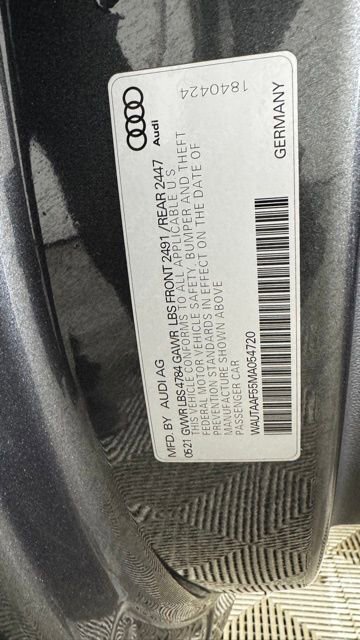 Audi
1840424
MFD. BY AUDI AG
05 21 GVWR LBS 4784 GAWR LBS FRONT 2491 /REAR 2447
THIS VEHICLE CONFORMS TO ALL APPLICABLE U S
FEDERAL MOTOR VEHICLE SAFETY, BUMPER AND THEFT
PREVENTION STANDARDS IN EFFECT ON THE DATE OF
MANUFACTURE SHOWN ABOVE
PASSENGER CAR
WAUTAAF55MA054720
GERMANY